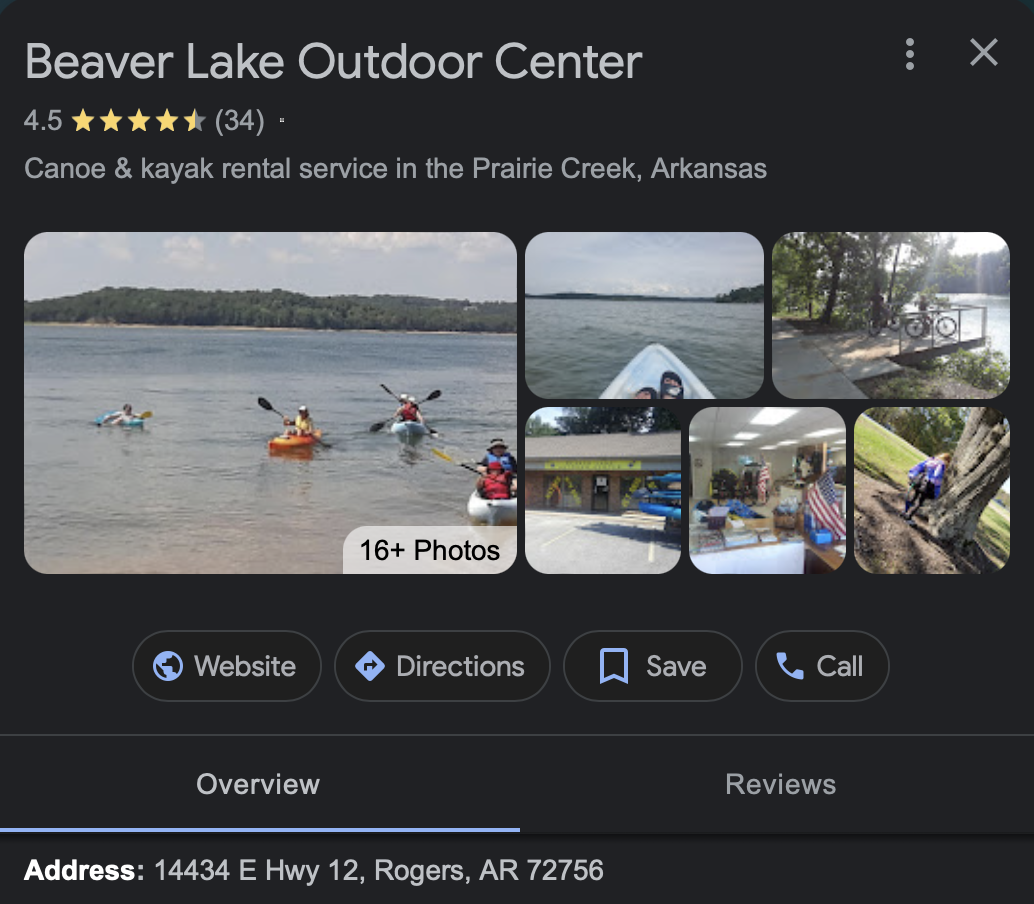 Beaver Lake Outdoor Center
4.5 (34) ·
Canoe & kayak rental service in the Prairie Creek, Arkansas
16+ Photos
Website
Directions
Save
Call
Overview
Reviews
Address: 14434 E Hwy 12, Rogers, AR 72756